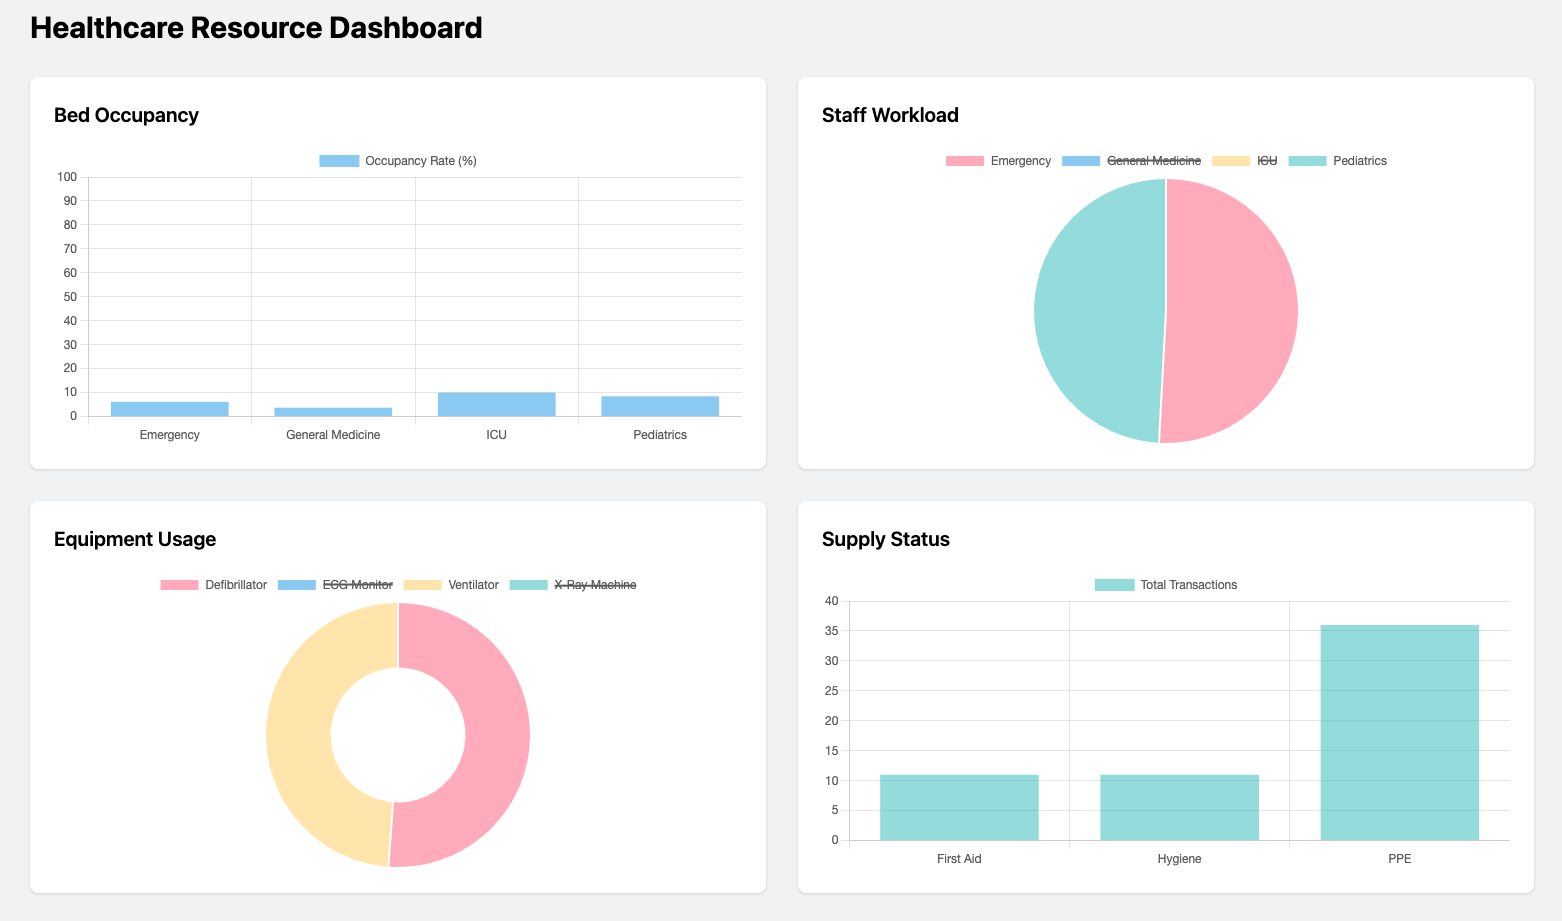 Healthcare Resource Dashboard
Bed Occupancy
Occupancy Rate (%)
100
90
80
70
60
50
40
30
20
10
0
Emergency
General Medicine
ICU
Pediatrics
Staff Workload
Emergency
General Medicine
ICU
Pediatrics
Equipment Usage
Defibrillator
ECG Monitor
Ventilator
X-Ray Machine
Supply Status
Total Transactions
40
35
30
25
20
15
10
5
0
First Aid
Hygiene
PPE